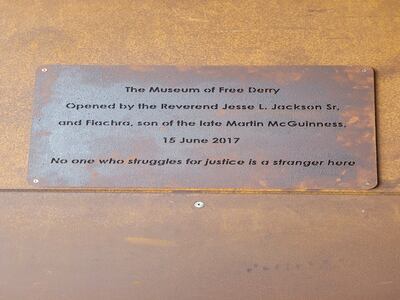 The Museum of Free Derry
Opened by the Reverend Jesse L. Jackson Sr,
and Fiachra, son of the late Martin McGuinness,
15 June 2017
No one who struggles for justice is a stranger here